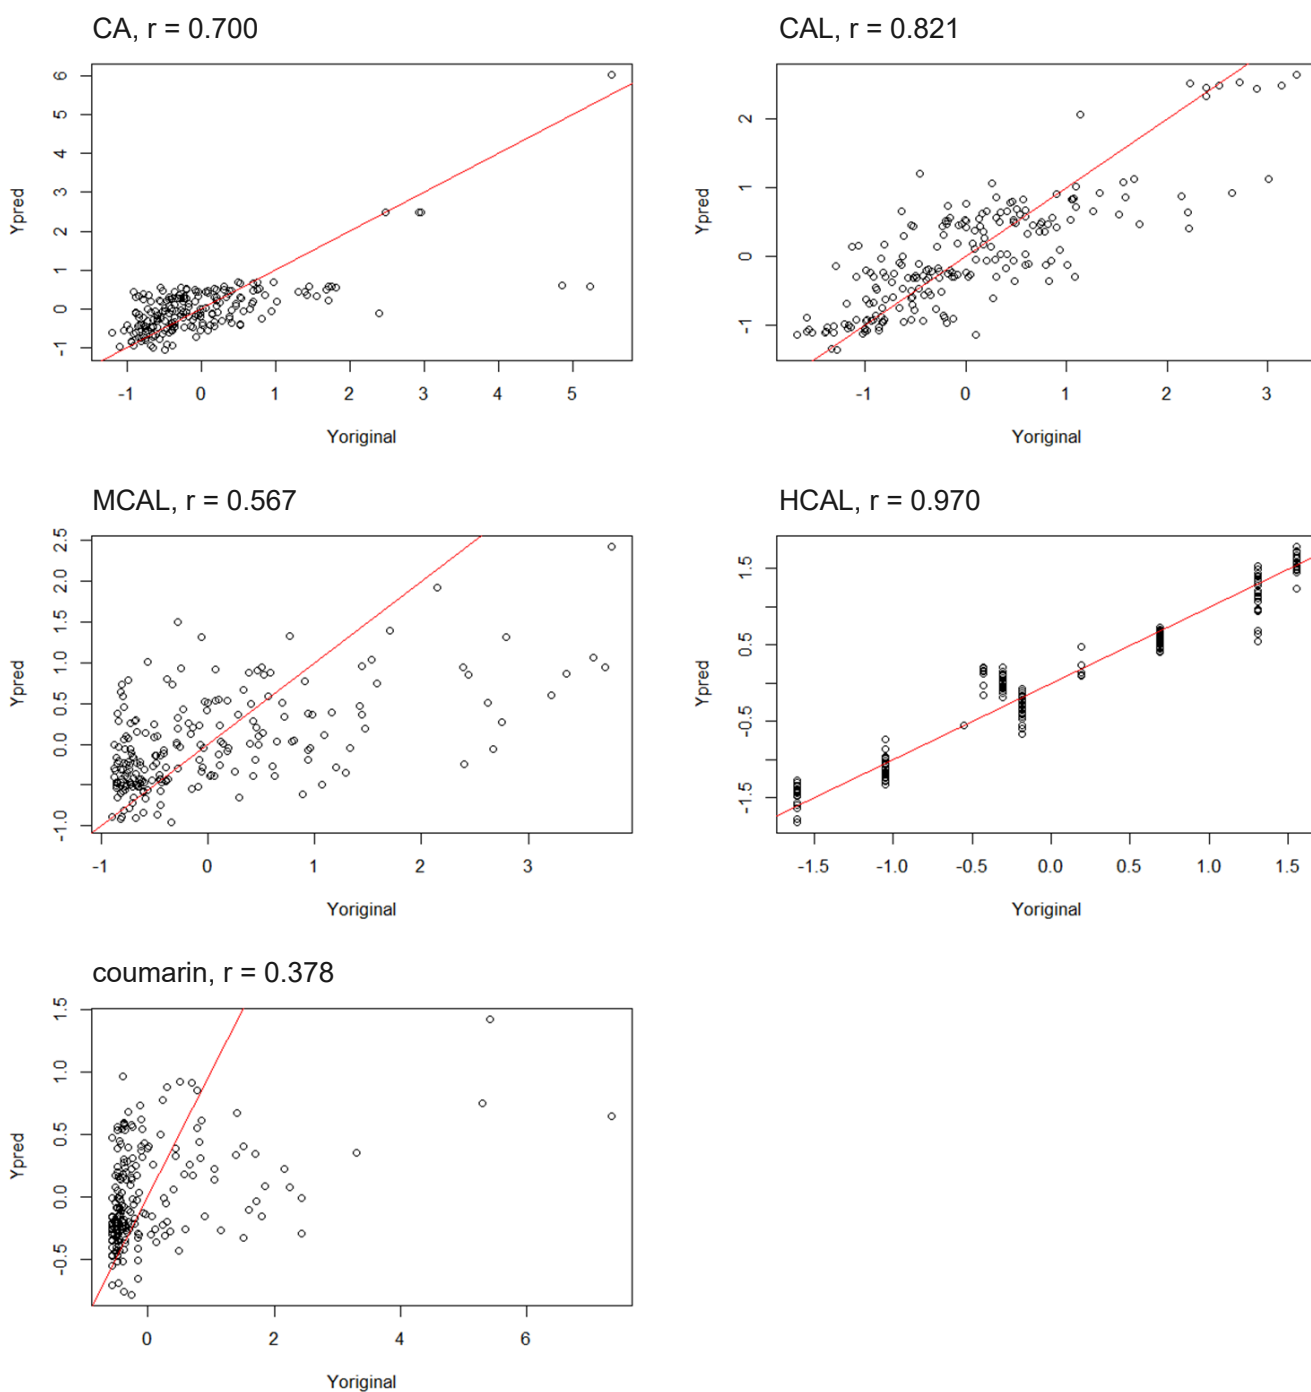 CA, r = 0.700
6
5
4
3
2
1
0
-1
Ypred
-1 0 1 2 3 4 5
Yoriginal
CAL, r = 0.821
2
1
0
-1
Ypred
-1 0 1 2 3
Yoriginal
MCAL, r = 0.567
2.5
2.0
1.5
1.0
0.5
0.0
-1.0
Ypred
-1 0 1 2 3
Yoriginal
HCAL, r = 0.970
1.5
0.5
-0.5
-1.5
Ypred
-1.5 -1.0 -0.5 0.0 0.5 1.0 1.5
Yoriginal
coumarin, r = 0.378
1.5
1.0
0.5
0.0
-0.5
Ypred
0 2 4 6
Yoriginal